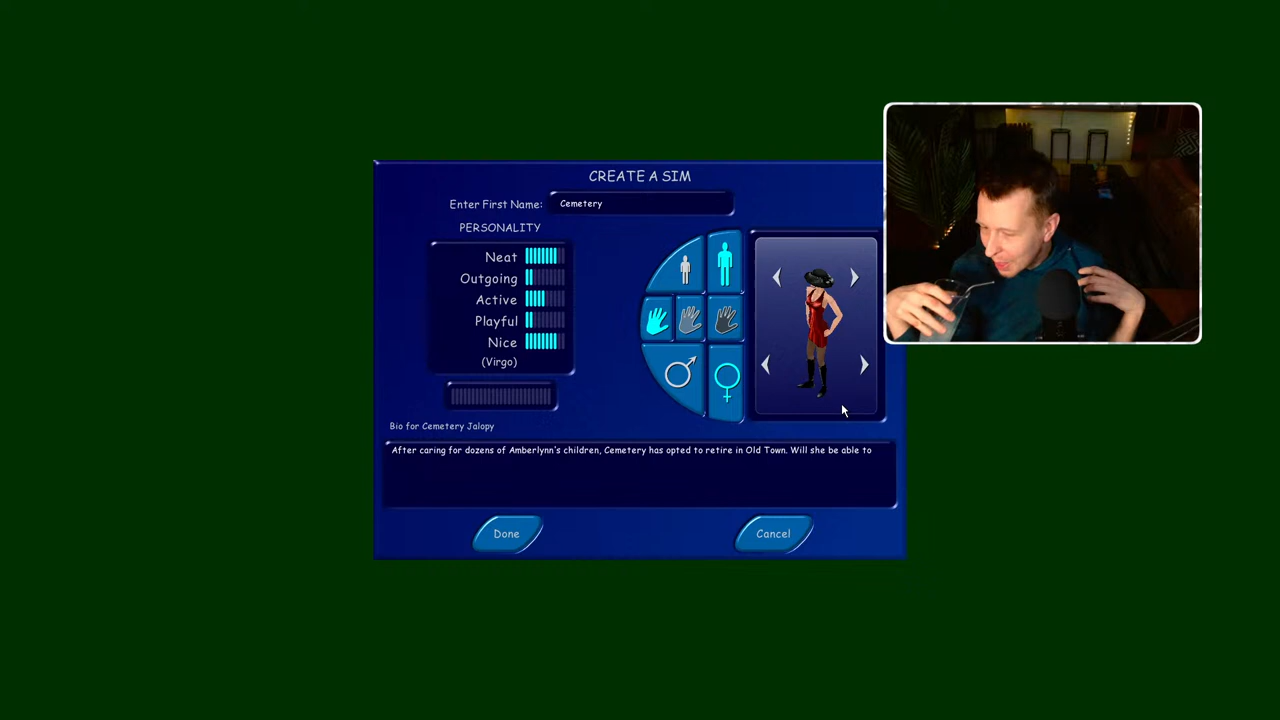 CREATE A SIM
Enter First Name: Cemetery
PERSONALITY
Neat
Outgoing
Active
Playful
Nice
(Virgo)
Bio for Cemetery Jalopy
After caring for dozens of Amberlynn's children, Cemetery has opted to retire in Old Town. Will she be able to
Done
Cancel